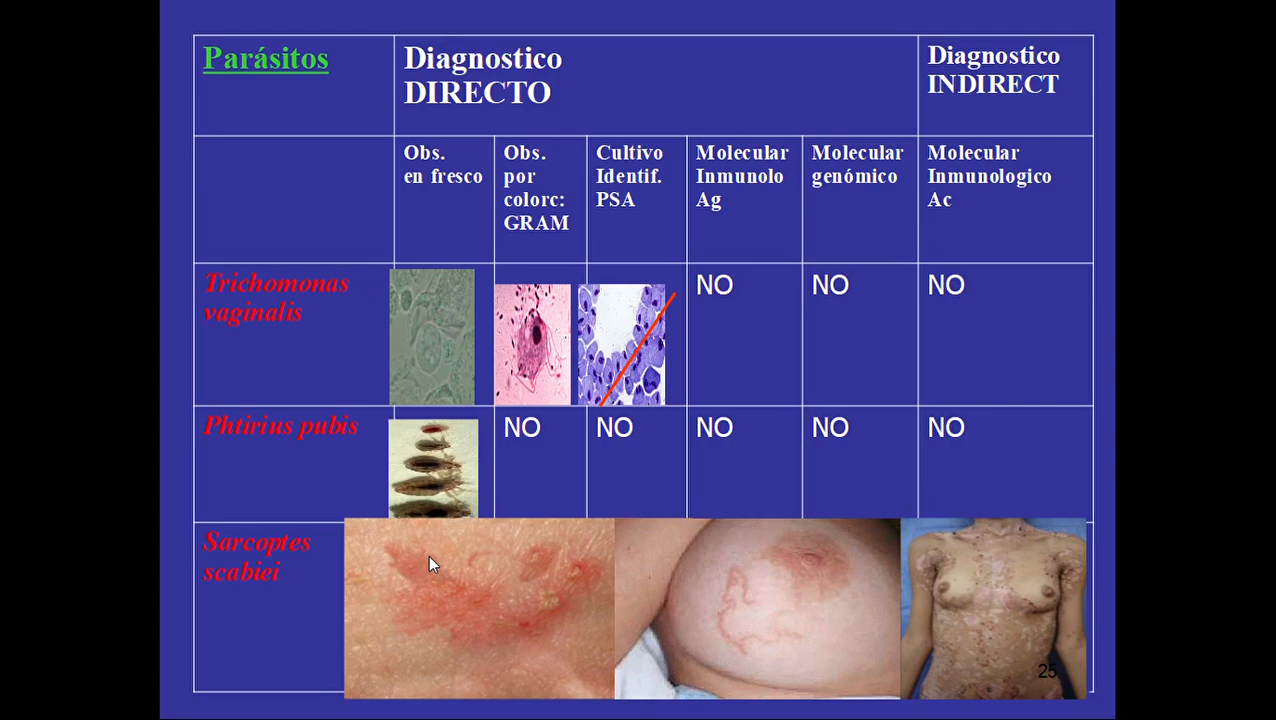 Parásitos
Diagnostico
DIRECTO
Diagnostico
INDIRECT
Obs.
en fresco
Obs.
por
colorc:
GRAM
Cultivo
Identif.
PSA
Molecular
Inmunolo
Ag
Molecular
genómico
Molecular
Inmunologico
Ac
Trichomonas
vaginalis
NO
NO
NO
Phtirius pubis
NO
NO
NO
NO
NO
Sarcoptes
scabiei
25